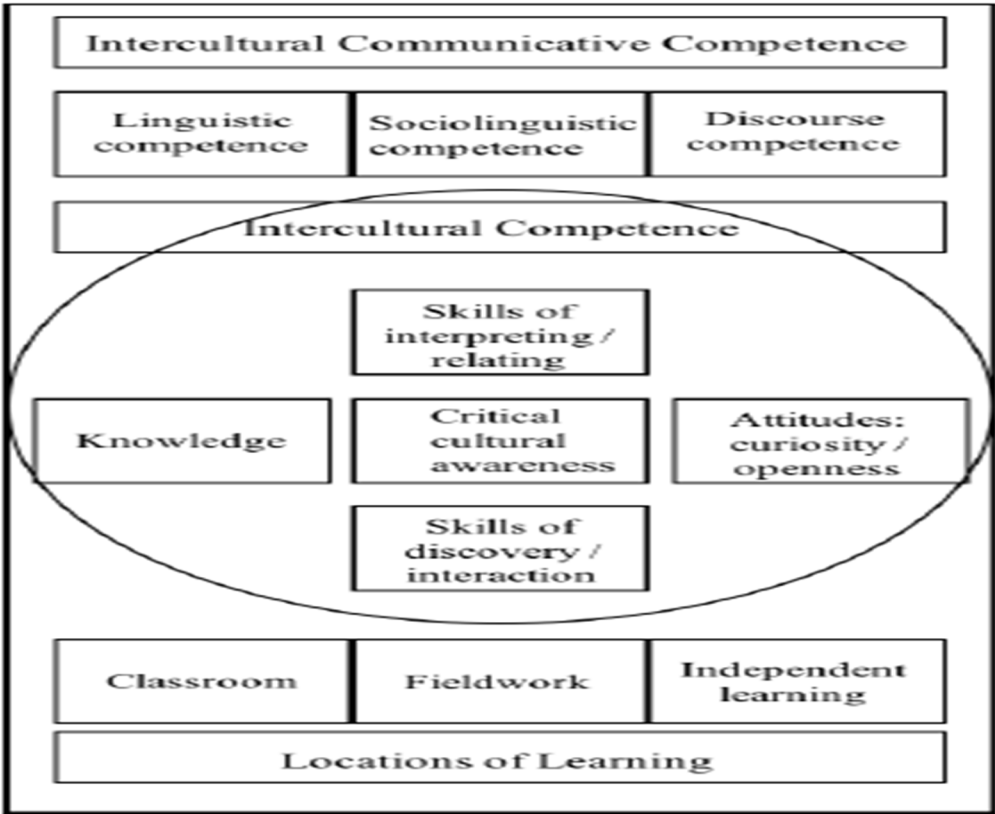 Intercultural Communicative Competence
Linguistic
competence
Sociolinguistic
competence
Discourse
competence
Intercultural Competence
Skills of
interpreting /
relating
Knowledge
Critical
cultural
awareness
Attitudes:
curiosity /
openness
Skills of
discovery /
interaction
Classroom
Fieldwork
Independent
learning
Locations of Learning